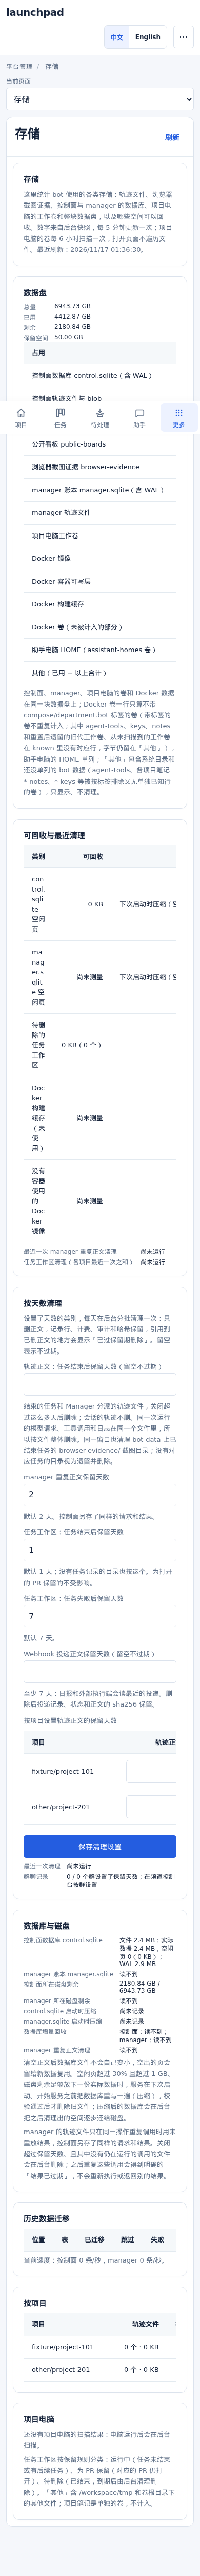 launchpad
中文
English
···
平台管理 / 存储
当前页面
存储
存储
刷新
存储
这里统计 bot 使用的各类存储：轨迹文件、浏览器
截图证据、控制面与 manager 的数据库、项目电
脑的工作卷和整块数据盘，以及哪些空间可以回
收。数字来自后台快照，每 5 分钟更新一次；项目
电脑的卷每 6 小时扫描一次，打开页面不遍历文
件。最近刷新：2026/11/17 01:36:30。
数据盘
总量 6943.73 GB
已用 4412.87 GB
剩余 2180.84 GB
保留空间 50.00 GB
占用
控制面数据库 control.sqlite（含 WAL）
控制面轨迹文件与 blob
项目
任务
待处理
助手
更多
公开看板 public-boards
浏览器截图证据 browser-evidence
manager 账本 manager.sqlite（含 WAL）
manager 轨迹文件
项目电脑工作卷
Docker 镜像
Docker 容器可写层
Docker 构建缓存
Docker 卷（未被计入的部分）
助手电脑 HOME（assistant-homes 卷）
其他（已用 − 以上合计）
控制面、manager、项目电脑的卷和 Docker 数据
在同一块数据盘上；Docker 卷一行只算不带
compose/department.bot 标签的卷（带标签的
卷不重复计入；其中 agent-tools、keys、notes
和重置后遗留的旧代工作卷、从未扫描到的工作卷
在 known 里没有对应行，字节仍留在『其他』），
助手电脑的 HOME 单列；『其他』包含系统目录和
还没单列的 bot 数据（agent-tools、各项目笔记
*-notes、*-keys 等被按标签排除又无单独已知行
的卷），只显示、不清理。
可回收与最近清理
类别 可回收
con
trol.
sqli
te
空闲
页
0 KB
下次启动时压缩（空
ma
nag
er.s
qlit
e 空
闲页
尚未测量
下次启动时压缩（空
待删
除的
任务
工作
区
0 KB（0 个）
Doc
ker
构建
缓存
（未
使
用）
尚未测量
没有
容器
使用
的
Doc
ker
镜像
尚未测量
最近一次 manager 重复正文清理 尚未运行
任务工作区清理（各项目最近一次之和） 尚未运行
按天数清理
设置了天数的类别，每天在后台分批清理一次：只
删正文，记录行、计费、审计和哈希保留，引用到
已删正文的地方会显示『已过保留期删除』。留空
表示不过期。
轨迹正文：任务结束后保留天数（留空不过期）
结束的任务和 Manager 分派的轨迹文件，关闭超
过这么多天后删除；会话的轨迹不删。同一次运行
的模型请求、工具调用和日志在同一个文件里，所
以按文件整体删除。同一窗口也清理 bot-data 上已
结束任务的 browser-evidence/ 截图目录；没有对
应任务的目录视为遗留并删除。
manager 重复正文保留天数
2
默认 2 天。控制面另存了同样的请求和结果。
任务工作区：任务结束后保留天数
1
默认 1 天；没有任务记录的目录也按这个。为打开
的 PR 保留的不受影响。
任务工作区：任务失败后保留天数
7
默认 7 天。
Webhook 投递正文保留天数（留空不过期）
至少 7 天：日报和外部执行端会读最近的投递。删
除后投递记录、状态和正文的 sha256 保留。
按项目设置轨迹正文的保留天数
项目 轨迹正文
fixture/project-101
other/project-201
保存清理设置
最近一次清理 尚未运行
群聊记录 0 / 0 个群设置了保留天数；在频道控制
台按群设置
数据库与磁盘
控制面数据库 control.sqlite 文件 2.4 MB：实际
数据 2.4 MB，空闲
页 0（0 KB）；
WAL 2.9 MB
manager 账本 manager.sqlite 读不到
控制面所在磁盘剩余 2180.84 GB /
6943.73 GB
manager 所在磁盘剩余 读不到
control.sqlite 启动时压缩 尚未记录
manager.sqlite 启动时压缩 尚未记录
数据库增量回收 控制面：读不到；
manager：读不到
manager 重复正文清理 读不到
清空正文后数据库文件不会自己变小，空出的页会
留给新数据复用。空闲页超过 30% 且超过 1 GB、
磁盘剩余足够放下一份实际数据时，服务在下次启
动、开始服务之前把数据库重写一遍（压缩），校
验通过后才删除旧文件；压缩后的数据库会在后台
把之后清理出的空间逐步还给磁盘。
manager 的轨迹文件只在同一操作重复调用时用来
重放结果，控制面另存了同样的请求和结果。关闭
超过保留天数、且其中没有仍在运行的调用的文件
会在后台删除；之后重复这些调用会得到明确的
『结果已过期』，不会重新执行或返回别的结果。
历史数据迁移
位置 表 已迁移 跳过 失败
当前速度：控制面 0 条/秒，manager 0 条/秒。
按项目
项目 轨迹文件
fixture/project-101 0 个 · 0 KB
other/project-201 0 个 · 0 KB
项目电脑
还没有项目电脑的扫描结果：电脑运行后会在后台
扫描。
任务工作区按保留规则分类：运行中（任务未结束
或有后续任务）、为 PR 保留（对应的 PR 仍打
开）、待删除（已结束，到期后由后台清理删
除）。『其他』含 /workspace/tmp 和卷根目录下
的其他文件；项目笔记是单独的卷，不计入。